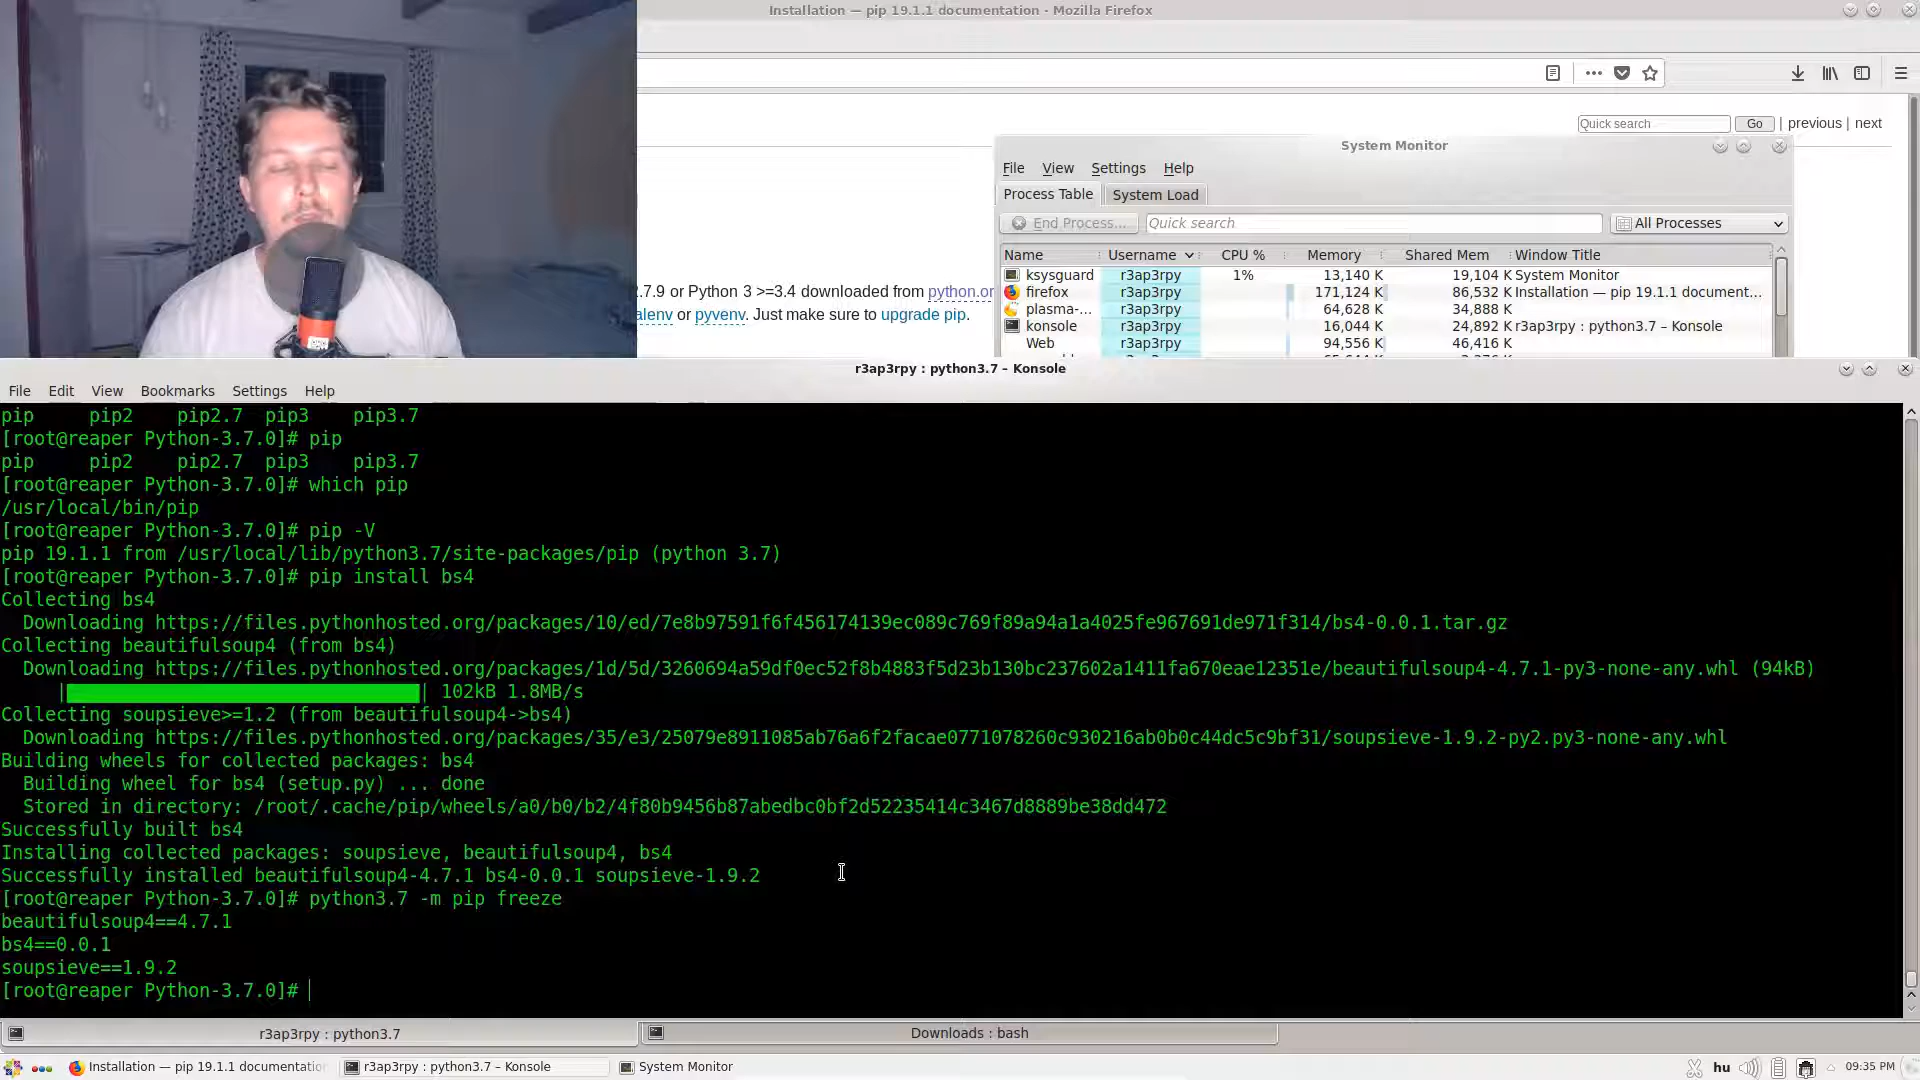 Installation — pip 19.1.1 documentation - Mozilla Firefox
Quick search Go | previous | next
.7.9 or Python 3 >=3.4 downloaded from python.or
alenv or pyvenv. Just make sure to upgrade pip.
System Monitor
File View Settings Help
Process Table System Load
End Process... Quick search All Processes
Name Username CPU % Memory Shared Mem Window Title
ksysguard r3ap3rpy 1% 13,140 K 19,104 K System Monitor
firefox r3ap3rpy 171,124 K 86,532 K Installation — pip 19.1.1 document...
plasma-... r3ap3rpy 64,628 K 34,888 K
konsole r3ap3rpy 16,044 K 24,892 K r3ap3rpy : python3.7 – Konsole
Web r3ap3rpy 94,556 K 46,416 K
r3ap3rpy : python3.7 – Konsole
File Edit View Bookmarks Settings Help
pip pip2 pip2.7 pip3 pip3.7
[root@reaper Python-3.7.0]# pip
pip pip2 pip2.7 pip3 pip3.7
[root@reaper Python-3.7.0]# which pip
/usr/local/bin/pip
[root@reaper Python-3.7.0]# pip -V
pip 19.1.1 from /usr/local/lib/python3.7/site-packages/pip (python 3.7)
[root@reaper Python-3.7.0]# pip install bs4
Collecting bs4
Downloading https://files.pythonhosted.org/packages/10/ed/7e8b97591f6f456174139ec089c769f89a94a1a4025fe967691de971f314/bs4-0.0.1.tar.gz
Collecting beautifulsoup4 (from bs4)
Downloading https://files.pythonhosted.org/packages/1d/5d/3260694a59df0ec52f8b4883f5d23b130bc237602a1411fa670eae12351e/beautifulsoup4-4.7.1-py3-none-any.whl (94kB)
| | 102kB 1.8MB/s
Collecting soupsieve>=1.2 (from beautifulsoup4->bs4)
Downloading https://files.pythonhosted.org/packages/35/e3/25079e8911085ab76a6f2facae0771078260c930216ab0b0c44dc5c9bf31/soupsieve-1.9.2-py2.py3-none-any.whl
Building wheels for collected packages: bs4
Building wheel for bs4 (setup.py) ... done
Stored in directory: /root/.cache/pip/wheels/a0/b0/b2/4f80b9456b87abedbc0bf2d52235414c3467d8889be38dd472
Successfully built bs4
Installing collected packages: soupsieve, beautifulsoup4, bs4
Successfully installed beautifulsoup4-4.7.1 bs4-0.0.1 soupsieve-1.9.2
[root@reaper Python-3.7.0]# python3.7 -m pip freeze
beautifulsoup4==4.7.1
bs4==0.0.1
soupsieve==1.9.2
[root@reaper Python-3.7.0]#
r3ap3rpy : python3.7 Downloads : bash
Installation — pip 19.1.1 documentatio r3ap3rpy : python3.7 – Konsole System Monitor hu 09:35 PM